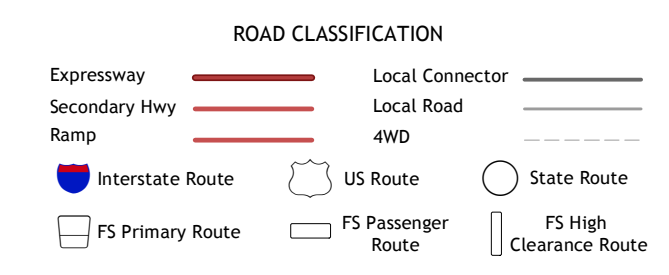 ROAD CLASSIFICATION
Expressway
Local Connector
Secondary Hwy
Local Road
Ramp
4WD
Interstate Route
US Route
State Route
FS Primary Route
FS Passenger
Route
FS High
Clearance Route